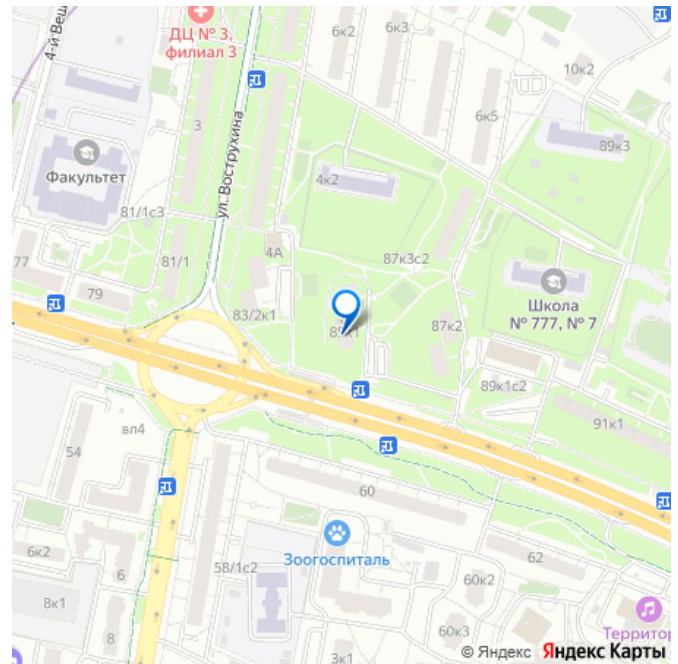 4-й Веш
ДЦ № 3,
филиал 3
6к2
6к3
10к2
6к5
89к3
3
ул. Вострухина
Факультет
4к2
81/1с3
81/1
4А
87к3с2
77
79
83/2к1
85к1
87к2
Школа
№ 777, № 7
89к1с2
91к1
вл4
54
60
Зоогоспиталь
62
6к2
6
58/1с2
60к2
8к1
8
60к3
3к1
Территор
© Яндекс Яндекс Карты